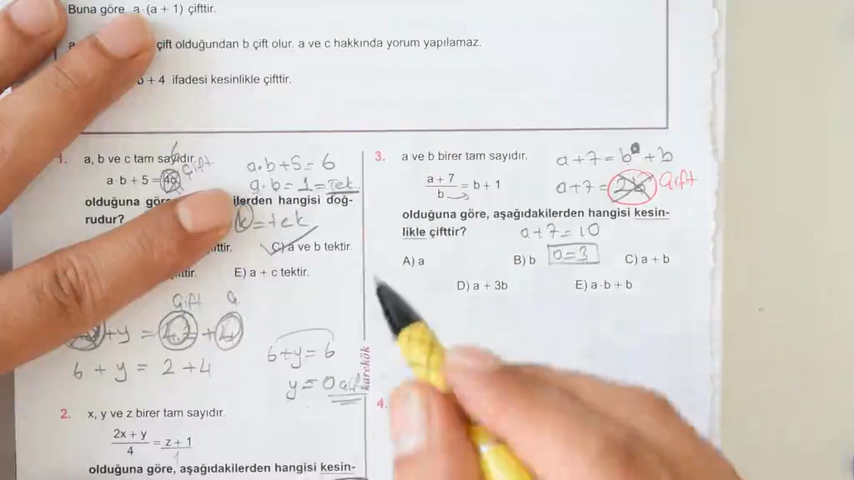 Buna göre, a·(a + 1) çifttir.
çift olduğundan b çift olur. a ve c hakkında yorum yapılamaz.
b + 4 ifadesi kesinlikle çifttir.
1. a, b ve c tam sayıdır.
a·b + 5 =
6 çift
a·b+5=6
a·b=1=Tek
olduğuna göre, aşağıdakilerden hangisi doğ-
rudur?
k=tek
C) a ve b tektir.
E) a + c tektir.
çift
+y =
6 + y = 2+4
6+y=6
y=0
karekök
2. x, y ve z birer tam sayıdır.
2x + y / 4 = z + 1
1
olduğuna göre, aşağıdakilerden hangisi kesin-
3. a ve b birer tam sayıdır.
a + 7 / b = b + 1
a+7=b²+b
a+7=
çift
olduğuna göre, aşağıdakilerden hangisi kesin-
likle çifttir?
a+7=10
a=3
A) a
B) b
C) a + b
D) a + 3b
E) a·b + b
4.